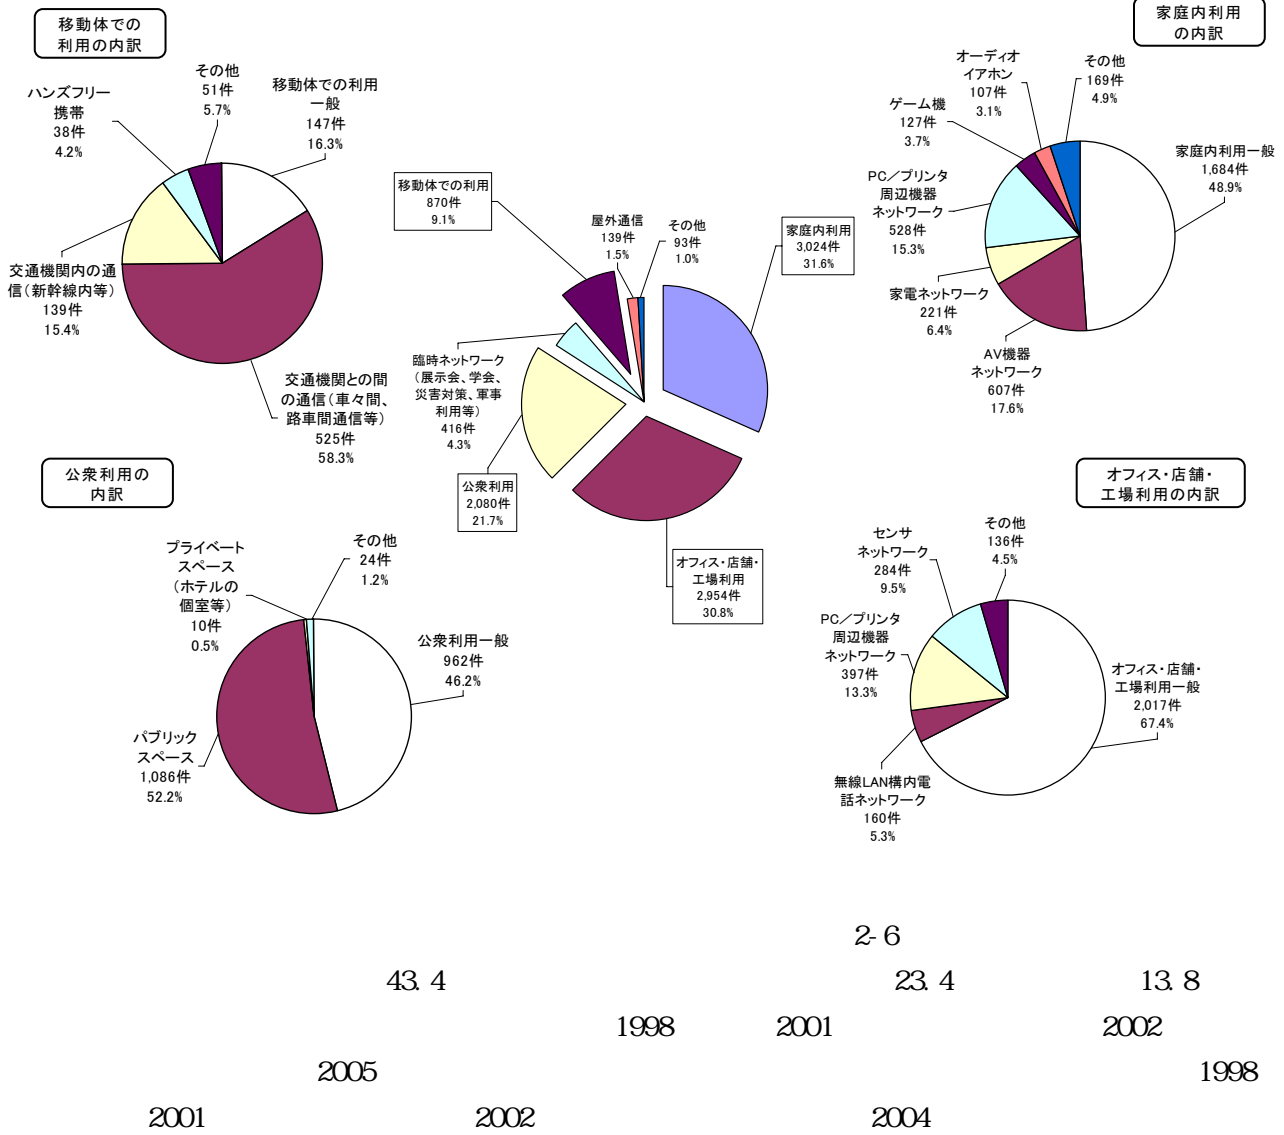 移動体での
利用の内訳
ハンズフリー
携帯
38件
4.2%
その他
51件
5.7%
移動体での利用
一般
147件
16.3%
交通機関内の通
信(新幹線内等)
139件
15.4%
交通機関との間
の通信(車々間、
路車間通信等)
525件
58.3%
移動体での利用
870件
9.1%
屋外通信
139件
1.5%
その他
93件
1.0%
家庭内利用
3,024件
31.6%
臨時ネットワーク
(展示会、学会、
災害対策、軍事
利用等)
416件
4.3%
公衆利用
2,080件
21.7%
オフィス・店舗・
工場利用
2,954件
30.8%
家庭内利用
の内訳
オーディオ
イアホン
107件
3.1%
その他
169件
4.9%
ゲーム機
127件
3.7%
家庭内利用一般
1,684件
48.9%
PC/プリンタ
周辺機器
ネットワーク
528件
15.3%
家電ネットワーク
221件
6.4%
AV機器
ネットワーク
607件
17.6%
公衆利用の
内訳
プライベート
スペース
(ホテルの
個室等)
10件
0.5%
その他
24件
1.2%
公衆利用一般
962件
46.2%
パブリック
スペース
1,086件
52.2%
オフィス・店舗・
工場利用の内訳
センサ
ネットワーク
284件
9.5%
その他
136件
4.5%
PC/プリンタ
周辺機器
ネットワーク
397件
13.3%
オフィス・店舗・
工場利用一般
2,017件
67.4%
無線LAN構内電
話ネットワーク
160件
5.3%
2-6
43.4 23.4 13.8
1998 2001 2002
2005 1998
2001 2002 2004